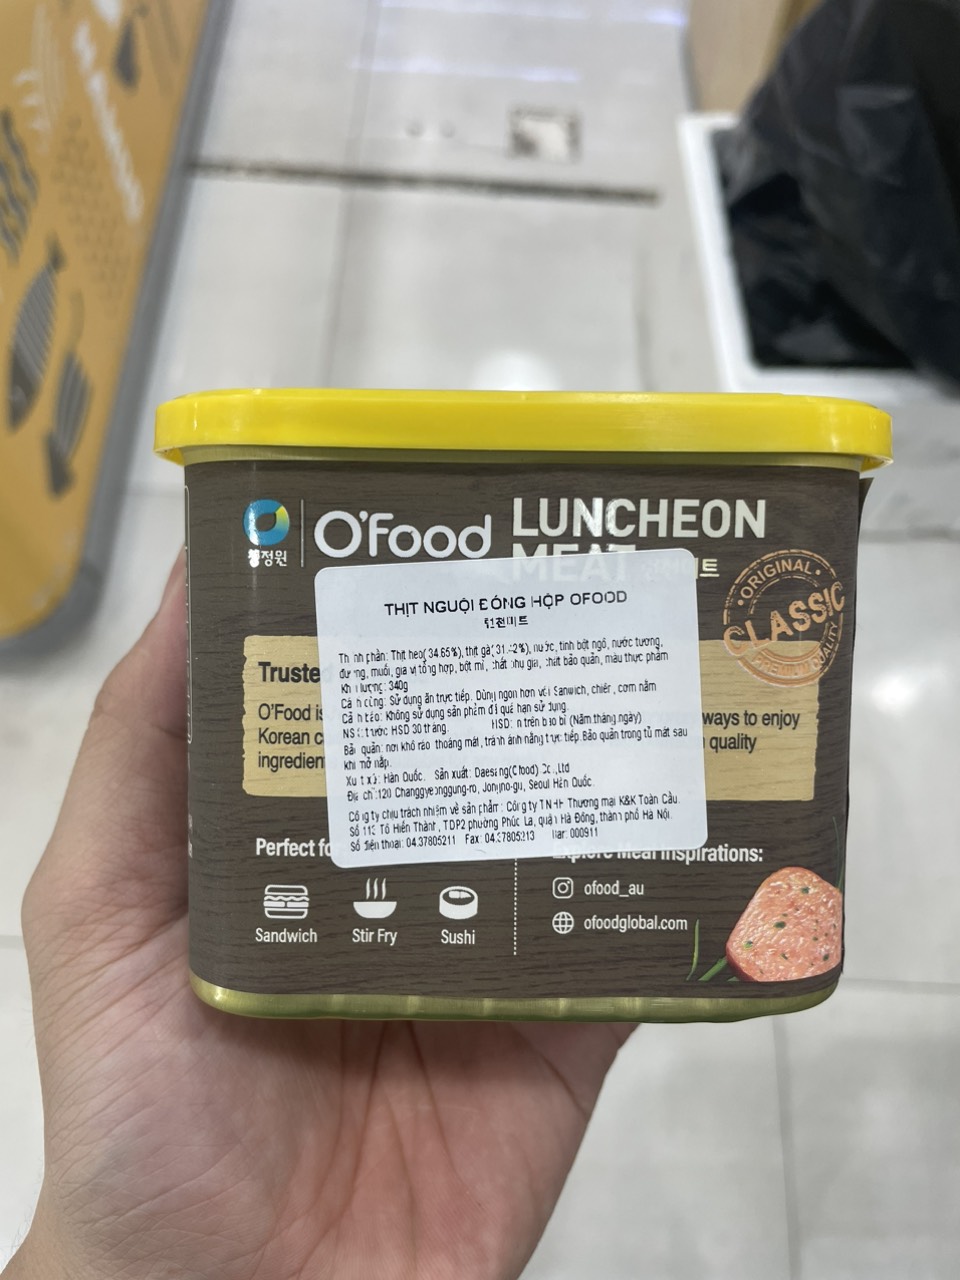 청정원
O'Food
LUNCHEON
MEAT
ORIGINAL
CLASSIC
PREMIUM QUALITY
THỊT NGUỘI ĐÓNG HỘP OFOOD
런천미트
Thành phần: Thịt heo( 34.65%), thịt gà( 31. 2%), nước, tinh bột ngô, nước tương,
đường, muối, gia vị tổng hợp, bột mì, chất phụ gia, chất bảo quản, màu thực phẩm
Khối lượng: 340g
Cách dùng: Sử dụng ăn trực tiếp. Dùng ngon hơn với Sanwich, chiên, cơm nắm
Cảnh báo: Không sử dụng sản phẩm đã quá hạn sử dụng.
NSX: trước HSD 30 tháng. HSD: in trên bao bì (Năm tháng ngày)
Bảo quản: nơi khô ráo thoáng mát, tránh ánh nắng trực tiếp. Bảo quản trong tủ mát sau
khi mở nắp.
Xuất xứ: Hàn Quốc. Sản xuất: Daesang(Cfood) Co.,Ltd
Địa chỉ:120 Changgyeonggung-ro, Jongno-gu, Seoul Hàn Quốc.
Công ty chịu trách nhiệm về sản phẩm: Công ty TNHH Thương mại K&K Toàn Cầu.
Số 113 Tô Hiến Thành, TDP2 phường Phúc La, quận Hà Đông, thành phố Hà Nội.
Số điện thoại: 04.37805211 Fax: 04.37805213 Bar: 000911
Trusted
O'Food is
ways to enjoy
Korean c
quality
ingredien
Perfect for
Explore Meal Inspirations:
Sandwich
Stir Fry
Sushi
ofood_au
ofoodglobal.com